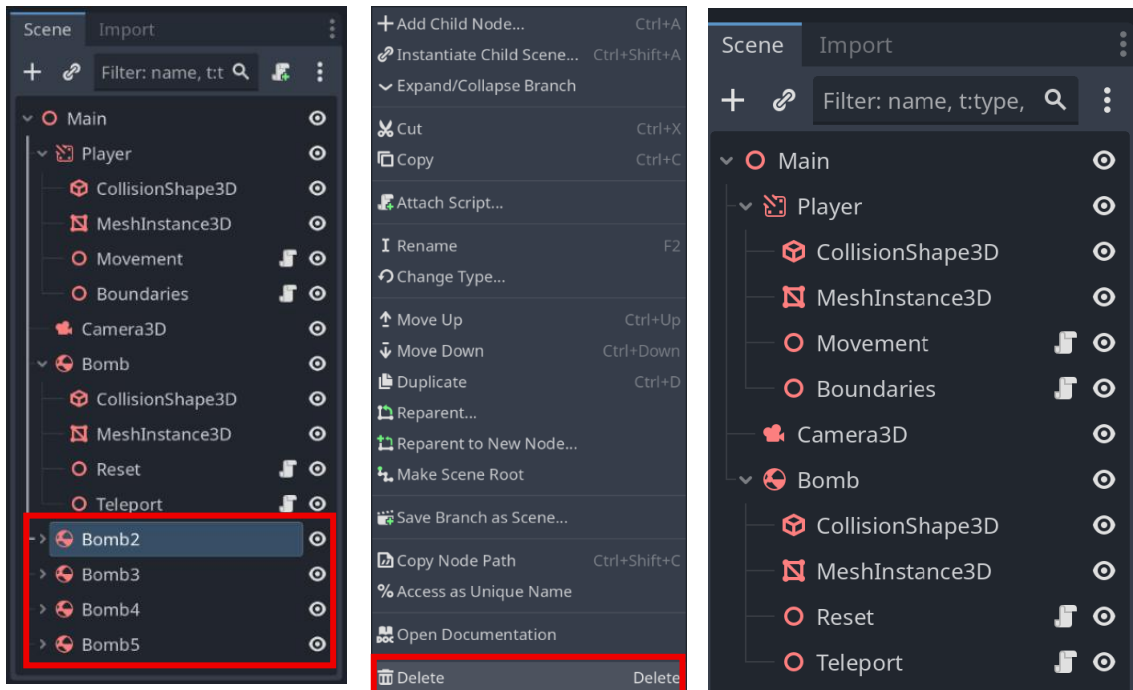 Scene Import
Filter: name, t:t
Main
Player
CollisionShape3D
MeshInstance3D
Movement
Boundaries
Camera3D
Bomb
CollisionShape3D
MeshInstance3D
Reset
Teleport
Bomb2
Bomb3
Bomb4
Bomb5
Add Child Node... Ctrl+A
Instantiate Child Scene... Ctrl+Shift+A
Expand/Collapse Branch
Cut Ctrl+X
Copy Ctrl+C
Attach Script...
Rename F2
Change Type...
Move Up Ctrl+Up
Move Down Ctrl+Down
Duplicate Ctrl+D
Reparent...
Reparent to New Node...
Make Scene Root
Save Branch as Scene...
Copy Node Path Ctrl+Shift+C
% Access as Unique Name
DOC Open Documentation
Delete Delete
Scene Import
Filter: name, t:type,
Main
Player
CollisionShape3D
MeshInstance3D
Movement
Boundaries
Camera3D
Bomb
CollisionShape3D
MeshInstance3D
Reset
Teleport